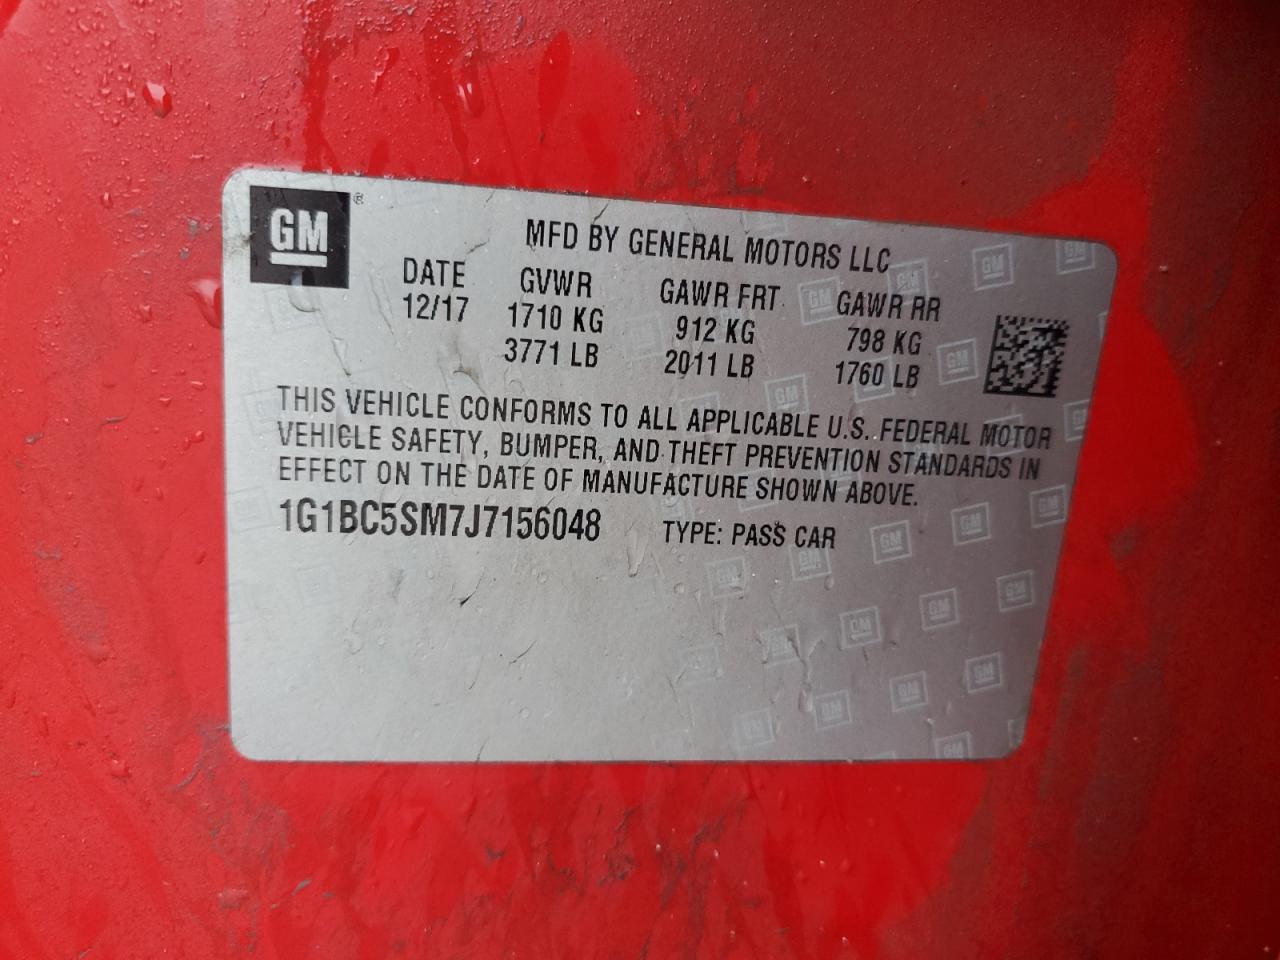 GM ®
MFD BY GENERAL MOTORS LLC
DATE GVWR GAWR FRT GAWR RR
12/17 1710 KG 912 KG 798 KG
3771 LB 2011 LB 1760 LB
THIS VEHICLE CONFORMS TO ALL APPLICABLE U.S. FEDERAL MOTOR
VEHICLE SAFETY, BUMPER, AND THEFT PREVENTION STANDARDS IN
EFFECT ON THE DATE OF MANUFACTURE SHOWN ABOVE.
1G1BC5SM7J7156048 TYPE: PASS CAR